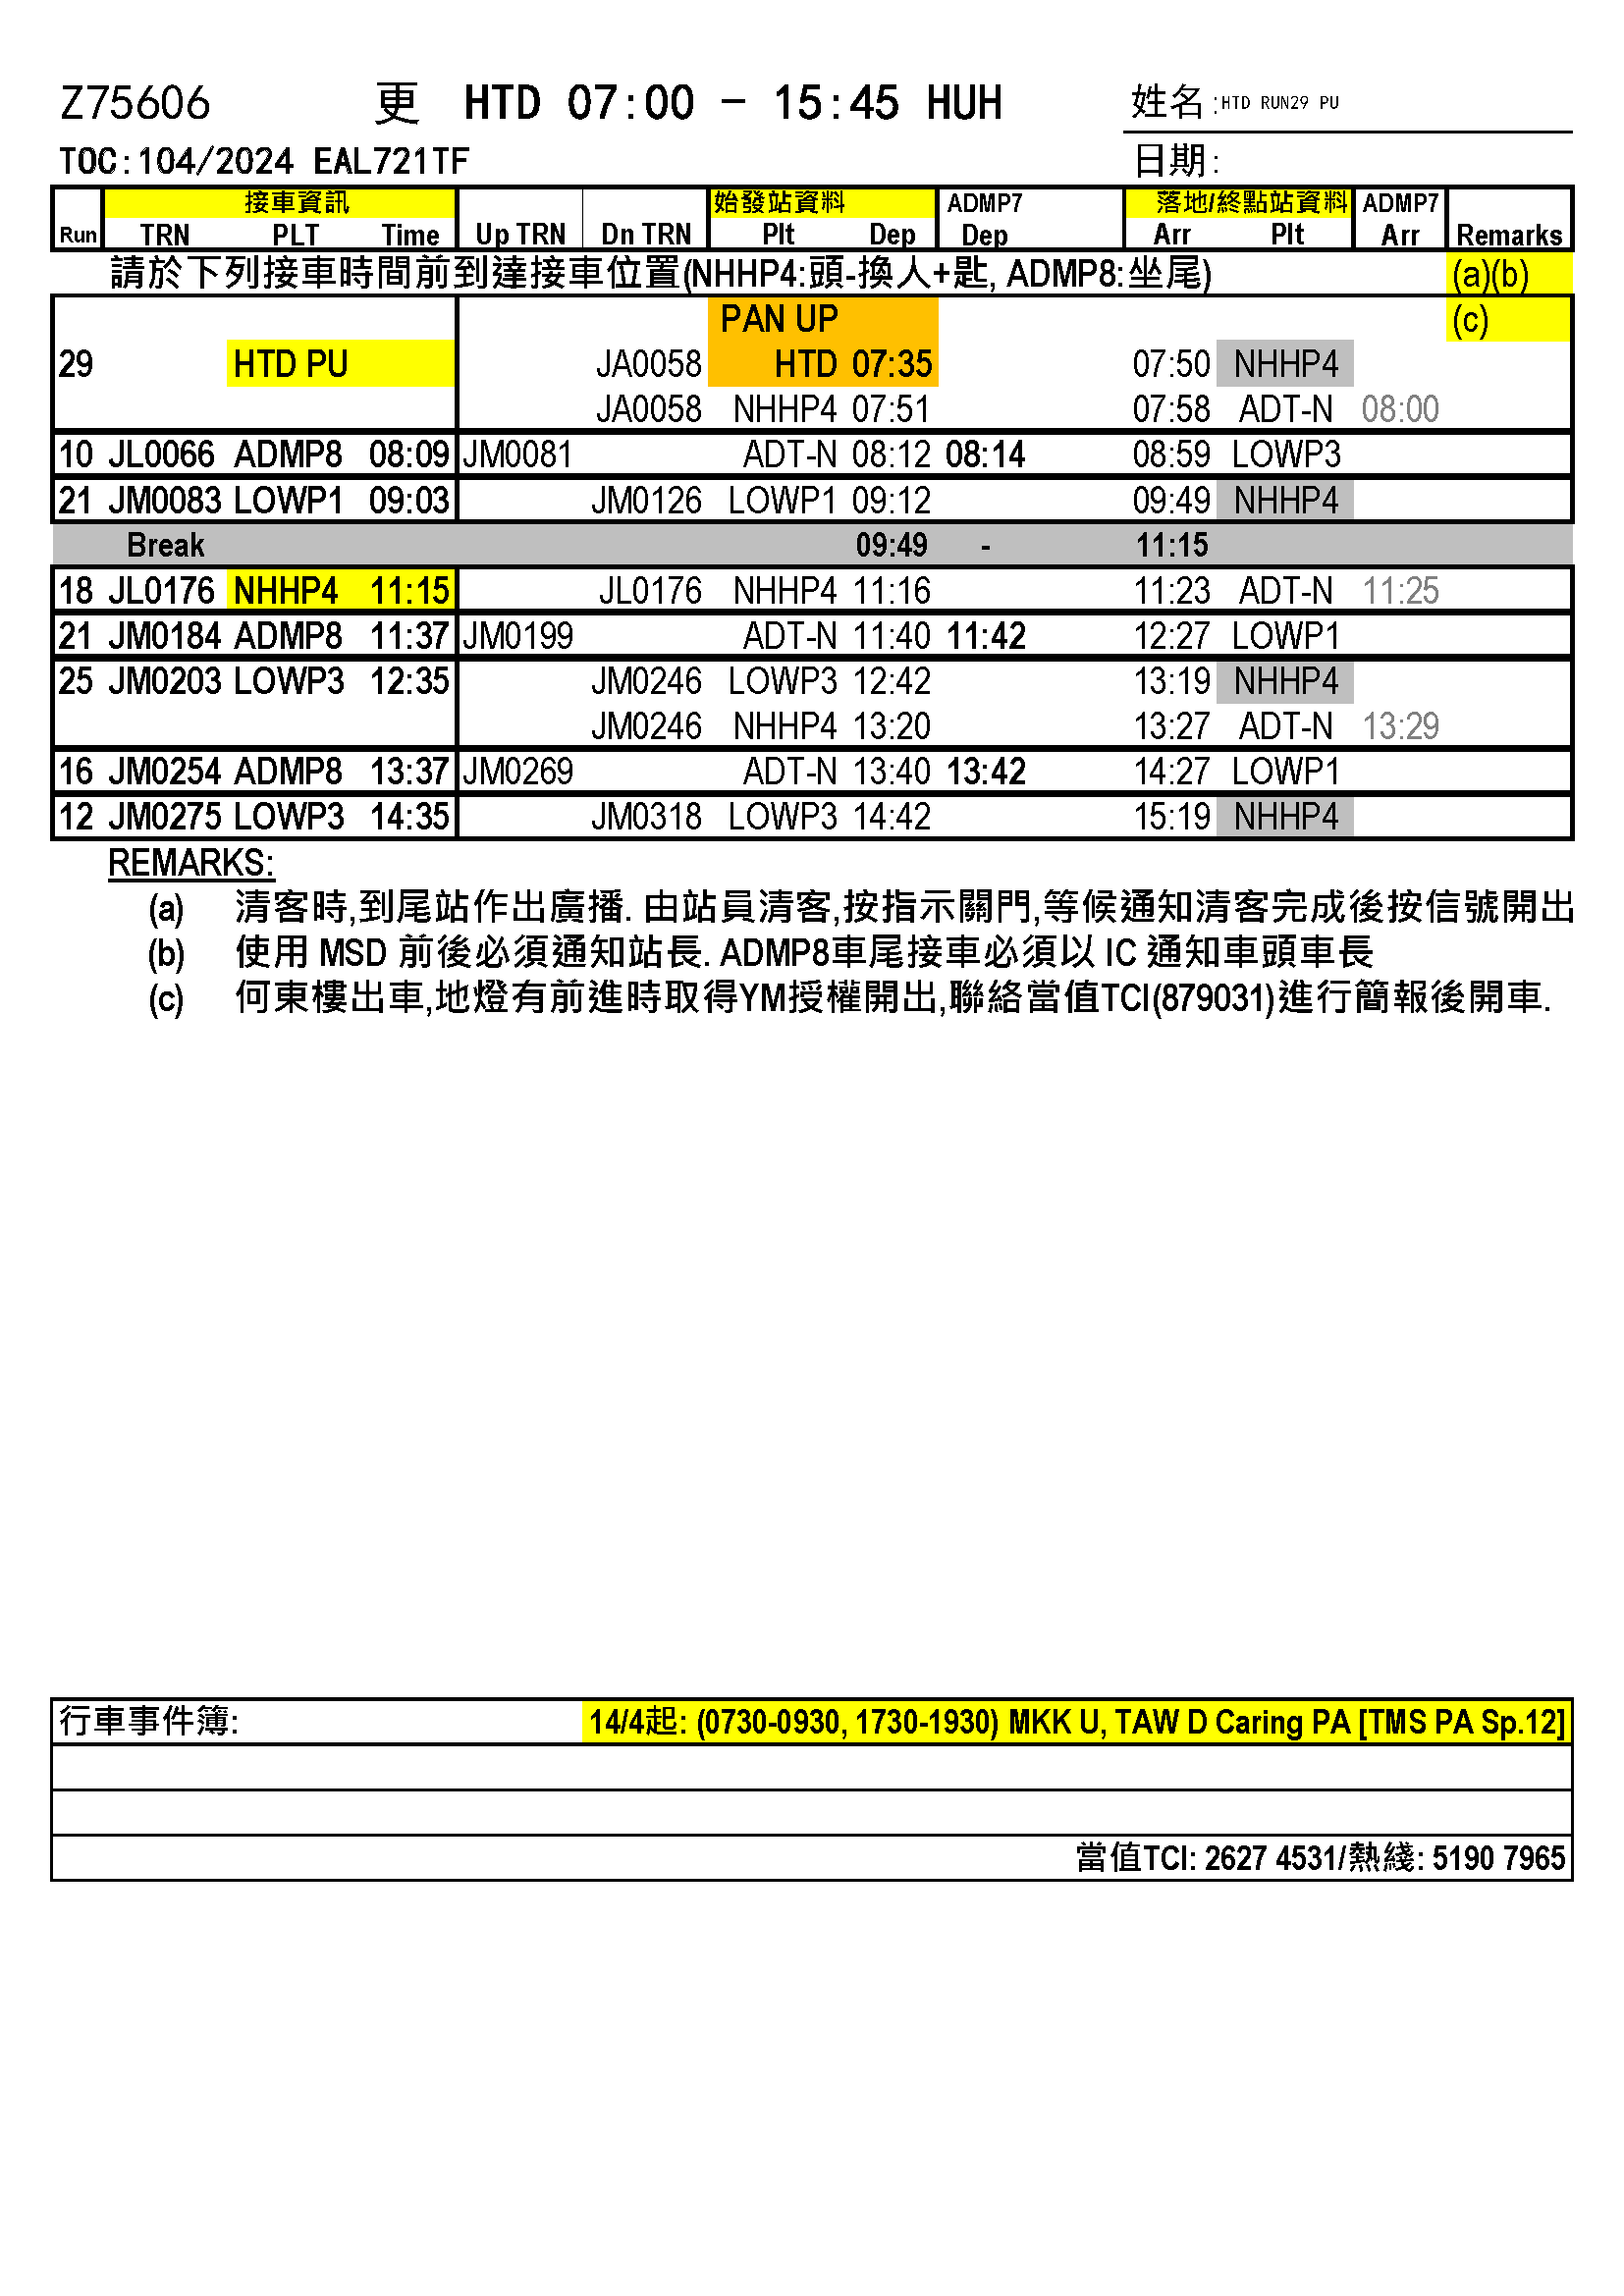 Z75606 更 HTD 07:00 - 15:45 HUH 姓名:HTD RUN29 PU
TOC:104/2024 EAL721TF 日期:
接車資訊 始發站資料 ADMP7 落地/終點站資料 ADMP7
Run TRN PLT Time Up TRN Dn TRN Plt Dep Dep Arr Plt Arr Remarks
請於下列接車時間前到達接車位置(NHHP4:頭-換人+匙, ADMP8:坐尾) (a)(b)
PAN UP (c)
29 HTD PU JA0058 HTD 07:35 07:50 NHHP4
JA0058 NHHP4 07:51 07:58 ADT-N 08:00
10 JL0066 ADMP8 08:09 JM0081 ADT-N 08:12 08:14 08:59 LOWP3
21 JM0083 LOWP1 09:03 JM0126 LOWP1 09:12 09:49 NHHP4
Break 09:49 - 11:15
18 JL0176 NHHP4 11:15 JL0176 NHHP4 11:16 11:23 ADT-N 11:25
21 JM0184 ADMP8 11:37 JM0199 ADT-N 11:40 11:42 12:27 LOWP1
25 JM0203 LOWP3 12:35 JM0246 LOWP3 12:42 13:19 NHHP4
JM0246 NHHP4 13:20 13:27 ADT-N 13:29
16 JM0254 ADMP8 13:37 JM0269 ADT-N 13:40 13:42 14:27 LOWP1
12 JM0275 LOWP3 14:35 JM0318 LOWP3 14:42 15:19 NHHP4
REMARKS:
(a) 清客時,到尾站作出廣播. 由站員清客,按指示關門,等候通知清客完成後按信號開出
(b) 使用 MSD 前後必須通知站長. ADMP8車尾接車必須以 IC 通知車頭車長
(c) 何東樓出車,地燈有前進時取得YM授權開出,聯絡當值TCI(879031)進行簡報後開車.
行車事件簿: 14/4起: (0730-0930, 1730-1930) MKK U, TAW D Caring PA [TMS PA Sp.12]
當值TCI: 2627 4531/熱綫: 5190 7965